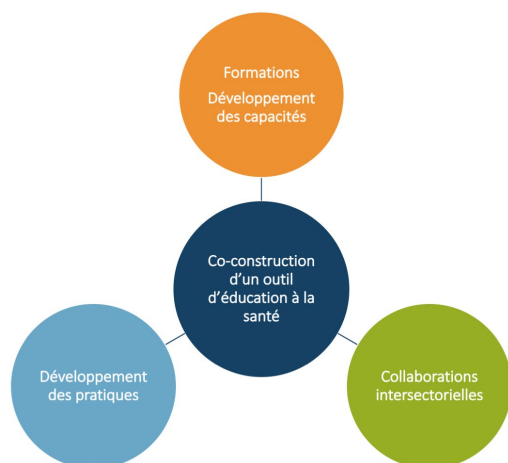 Formations
Développement
des capacités
Co-construction
d’un outil
d’éducation à la
santé
Développement
des pratiques
Collaborations
intersectorielles